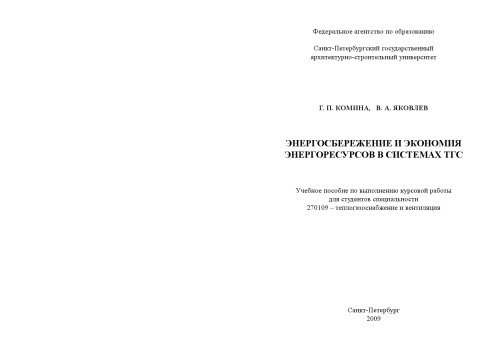 Федеральное агентство по образованию
Санкт-Петербургский государственный
архитектурно-строительный университет
Г. П. КОМИНА, В. А. ЯКОВЛЕВ
ЭНЕРГОСБЕРЕЖЕНИЕ И ЭКОНОМИЯ
ЭНЕРГОРЕСУРСОВ В СИСТЕМАХ ТГС
Учебное пособие по выполнению курсовой работы
для студентов специальности
270109 – теплогазоснабжение и вентиляция
Санкт-Петербург
2009